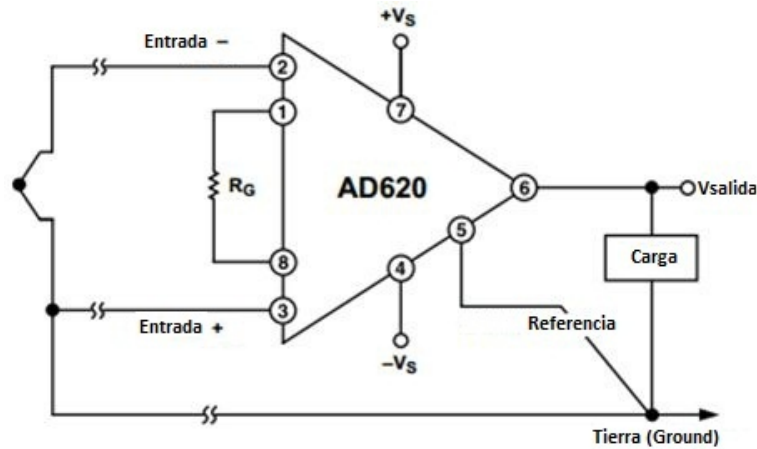 +Vs
Entrada –
2
1
7
RG
AD620
6
Vsalida
5
8
4
Carga
3
Entrada +
Referencia
–Vs
Tierra (Ground)